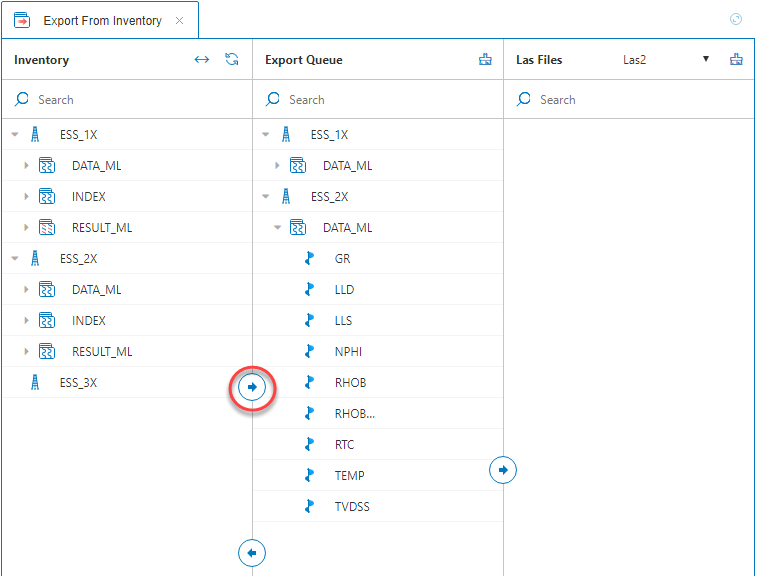 Export From Inventory
Inventory
Search
ESS_1X
DATA_ML
INDEX
RESULT_ML
ESS_2X
DATA_ML
INDEX
RESULT_ML
ESS_3X
Export Queue
Search
ESS_1X
DATA_ML
ESS_2X
DATA_ML
GR
LLD
LLS
NPHI
RHOB
RHOB...
RTC
TEMP
TVDSS
Las Files Las2
Search